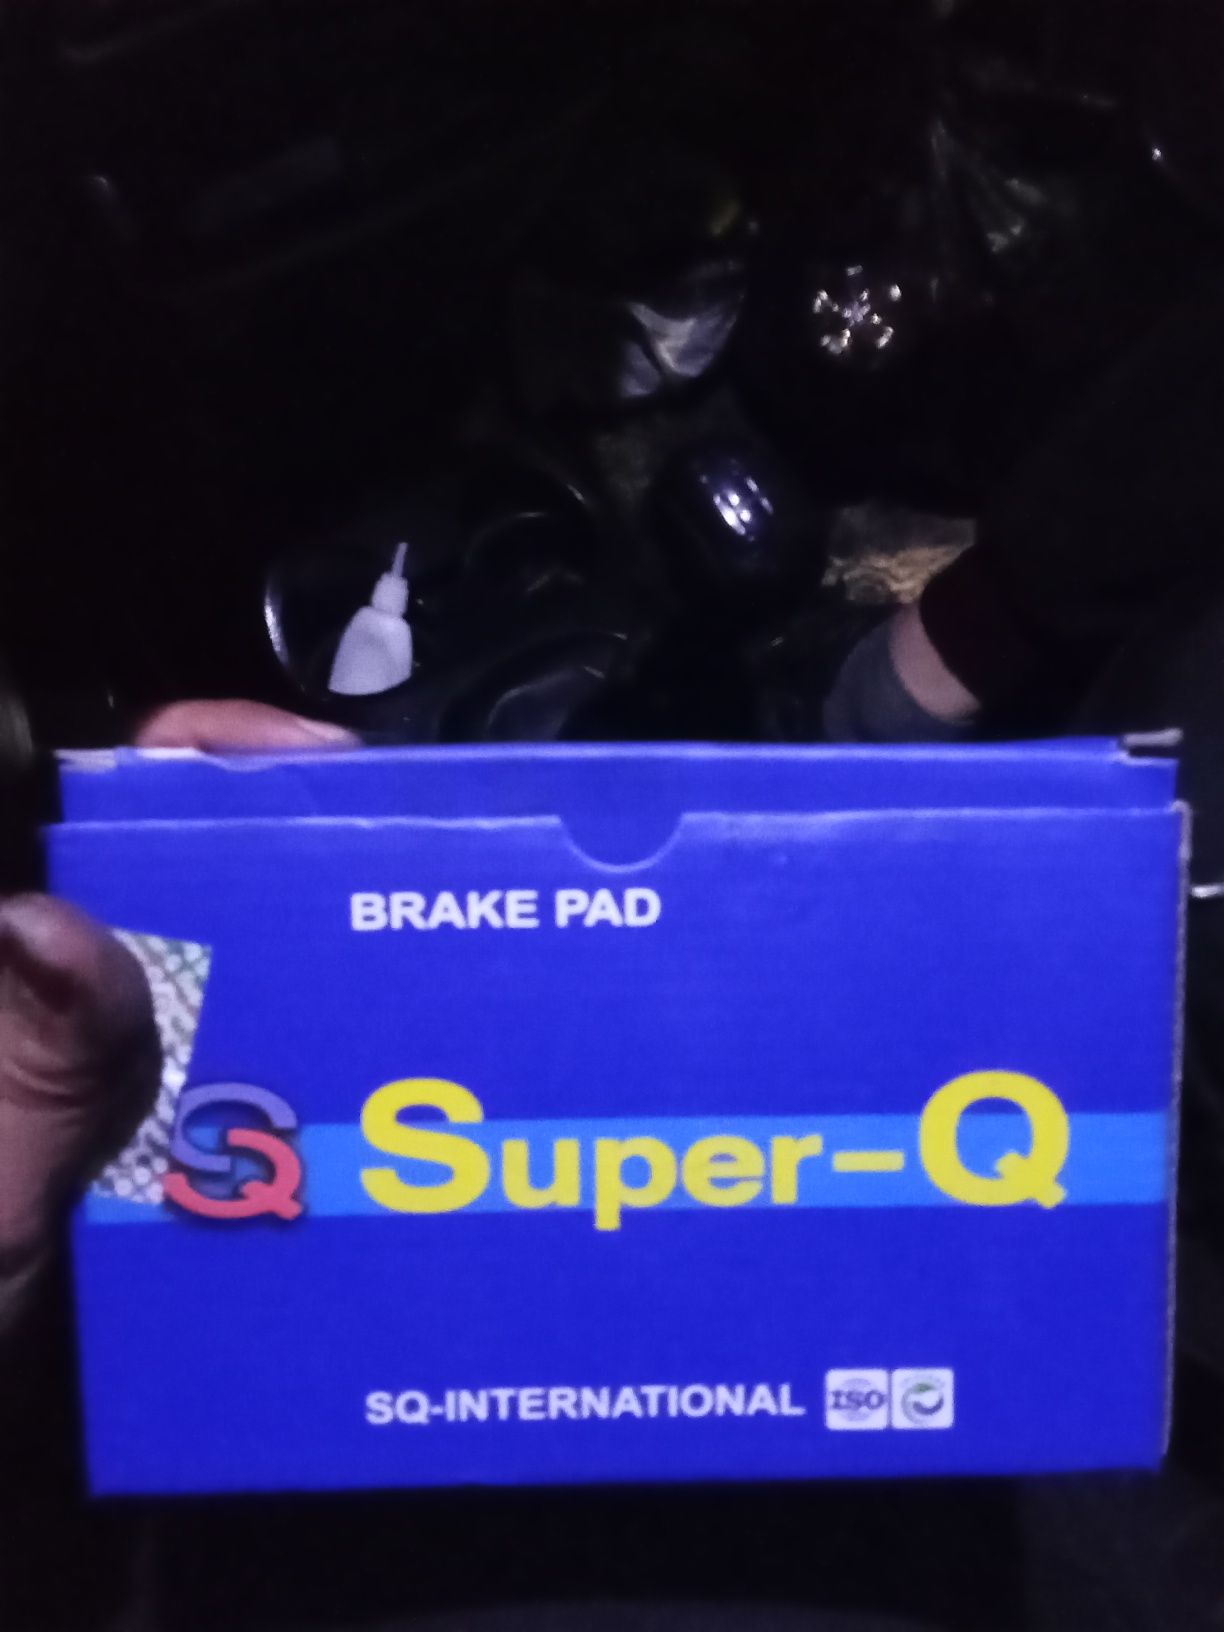 BRAKE PAD
SQ Super-Q
SQ-INTERNATIONAL ISO